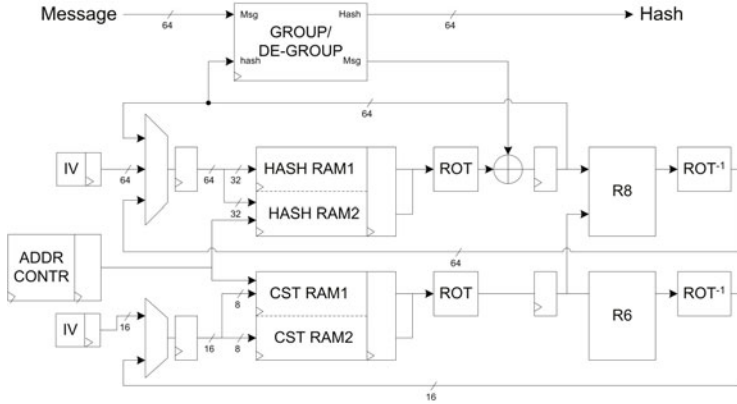 Message
64
Msg
Hash
64
Hash
GROUP/
DE-GROUP
hash
Msg
64
IV
64
64
32
HASH RAM1
32
HASH RAM2
ROT
R8
ROT-1
64
ADDR
CONTR
8
CST RAM1
ROT
R6
ROT-1
IV
16
16
8
CST RAM2
16